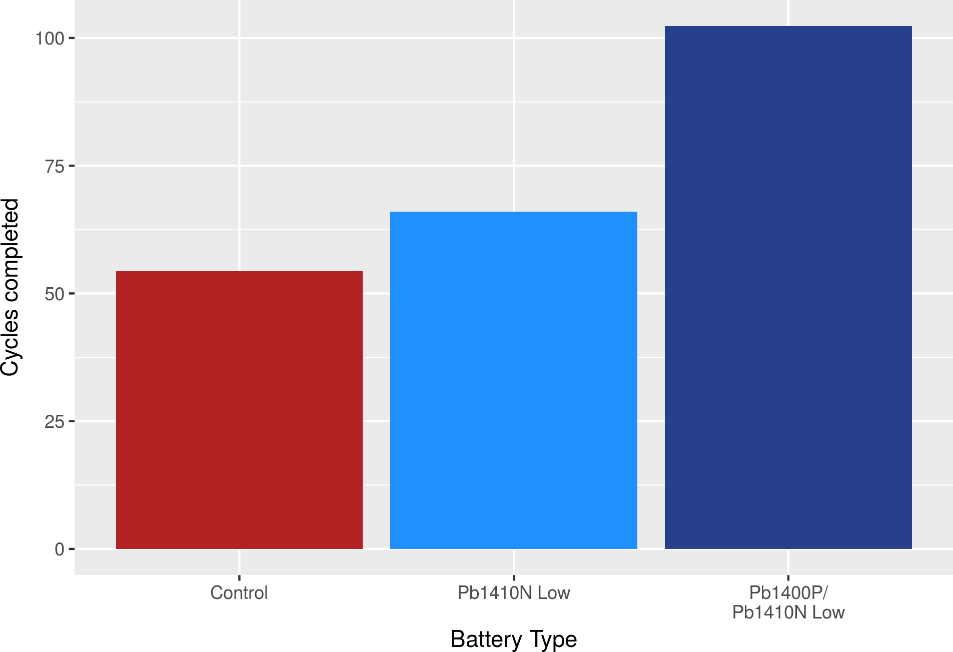 Cycles completed
100
75
50
25
0
Control
Pb1410N Low
Pb1400P/
Pb1410N Low
Battery Type